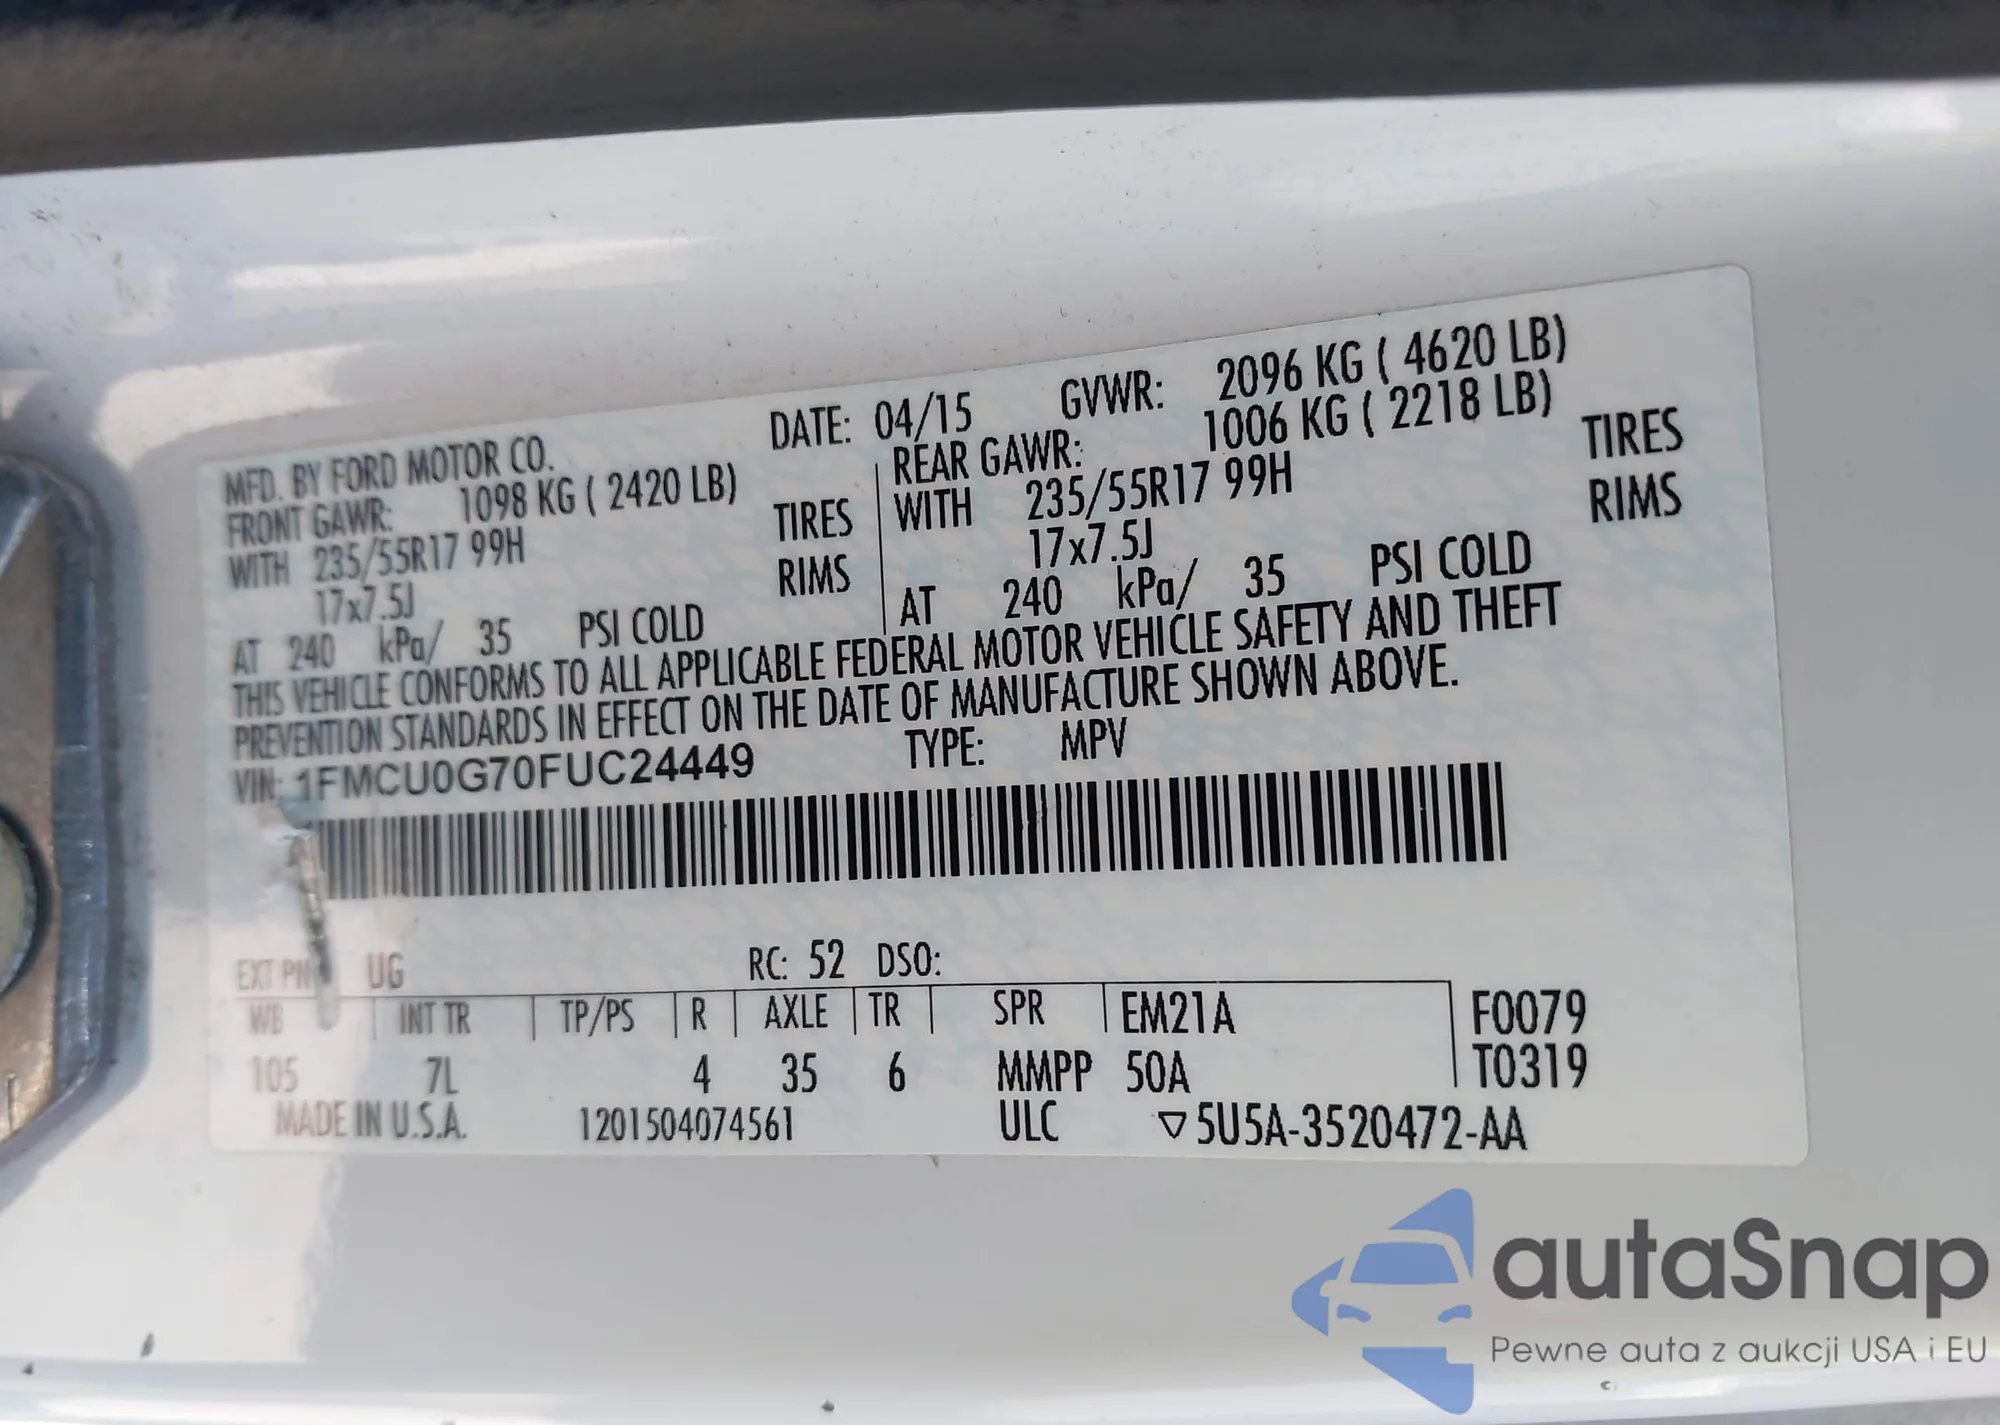 MFD. BY FORD MOTOR CO. DATE: 04/15 GVWR: 2096 KG ( 4620 LB)
FRONT GAWR: 1098 KG ( 2420 LB) REAR GAWR: 1006 KG ( 2218 LB)
WITH 235/55R17 99H TIRES WITH 235/55R17 99H TIRES
17x7.5J RIMS 17x7.5J RIMS
AT 240 kPa/ 35 PSI COLD AT 240 kPa/ 35 PSI COLD
THIS VEHICLE CONFORMS TO ALL APPLICABLE FEDERAL MOTOR VEHICLE SAFETY AND THEFT
PREVENTION STANDARDS IN EFFECT ON THE DATE OF MANUFACTURE SHOWN ABOVE.
VIN: 1FMCU0G70FUC24449 TYPE: MPV
EXT PNT UG RC: 52 DSO:
WB INT TR TP/PS R AXLE TR SPR EM21A F0079
105 7L 4 35 6 MMPP 50A T0319
MADE IN U.S.A. 1201504074561 ULC ▽5U5A-3520472-AA
autaSnap
Pewne auta z aukcji USA i EU